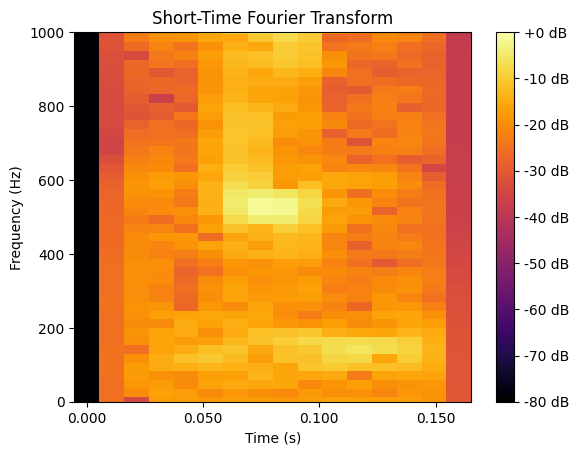 Short-Time Fourier Transform
1000
800
600
400
200
0
Frequency (Hz)
0.000
0.050
0.100
0.150
Time (s)
+0 dB
-10 dB
-20 dB
-30 dB
-40 dB
-50 dB
-60 dB
-70 dB
-80 dB